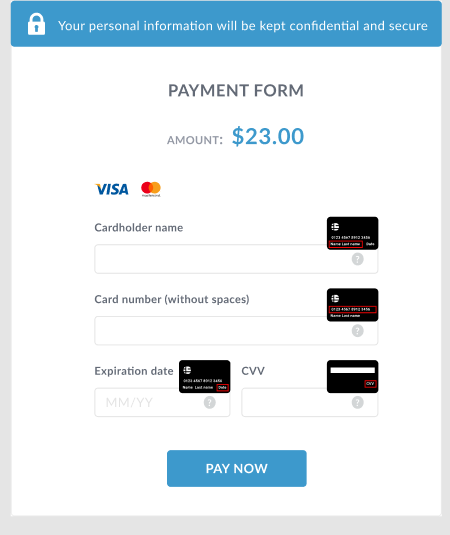 Your personal information will be kept confidential and secure
PAYMENT FORM
AMOUNT: $23.00
VISA
Cardholder name
0123 4567 8912 3456
Name Last name Date
?
Card number (without spaces)
0123 4567 8912 3456
Name Last name
?
Expiration date
0123 4567 8912 3456
Name Last name Date
CVV
CVV
MM/YY
?
?
PAY NOW